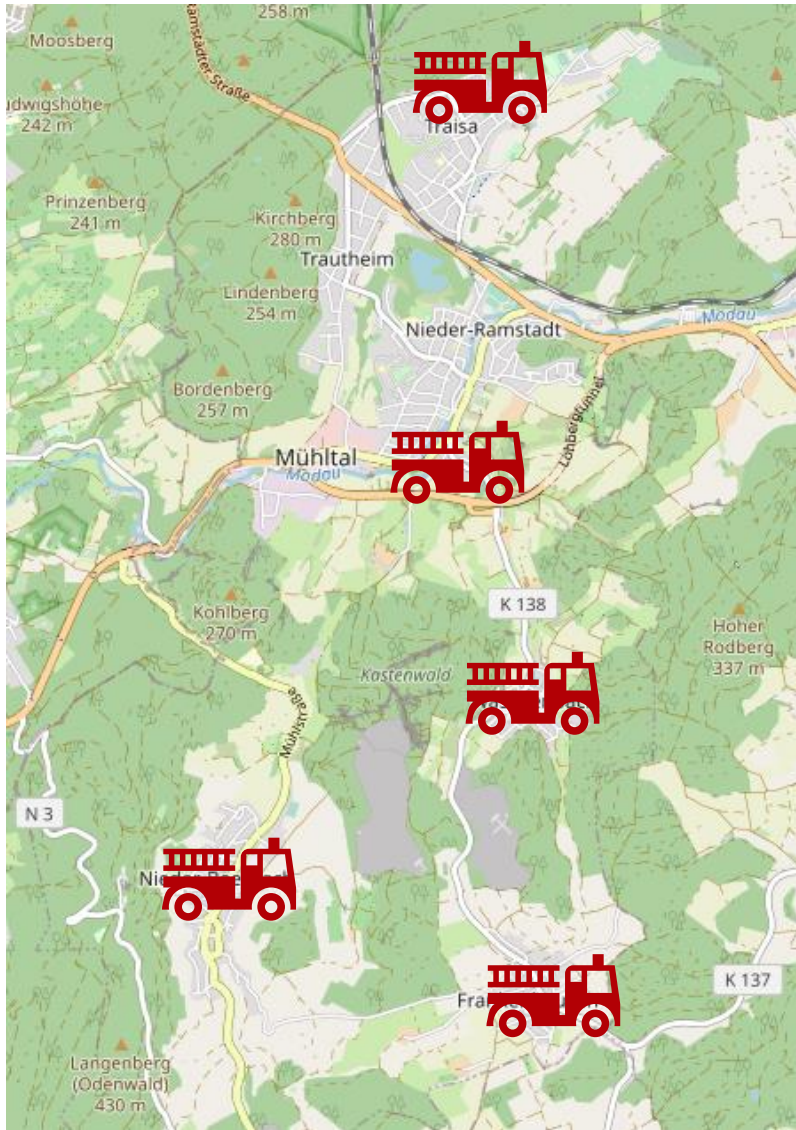 258 m
Moosberg
Ramstädter Straße
242 m
Traisa
Prinzenberg
241 m
Kirchberg
280 m
Trautheim
Lindenberg
254 m
Modau
Nieder-Ramstadt
Bordenberg
257 m
Lohbergtunnel
Mühltal
Modau
K 138
Kohlberg
270 m
Hoher
Rodberg
337 m
Kastenwald
Mühlstraße
N 3
K 137
Langenberg
(Odenwald)
430 m